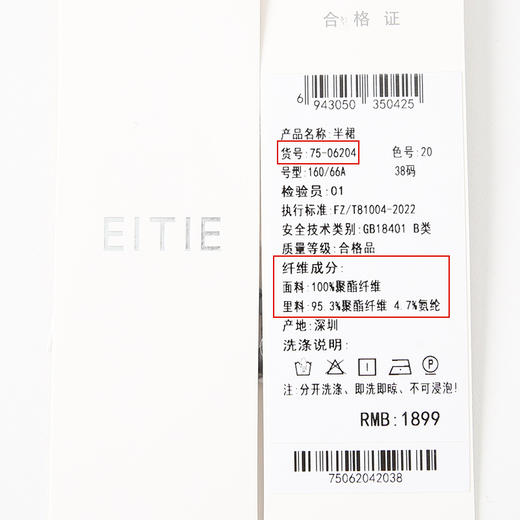 EITIE
合格证
6 943050 350425
产品名称:半裙
货号:75-06204 色号:20
号型:160/66A 38码
检验员:01
执行标准:FZ/T81004-2022
安全技术类别:GB18401 B类
质量等级:合格品
纤维成分:
面料:100%聚酯纤维
里料:95.3%聚酯纤维 4.7%氨纶
产地:深圳
洗涤说明:
注:分开洗涤、即洗即晾、不可浸泡!
RMB:1899
75062042038